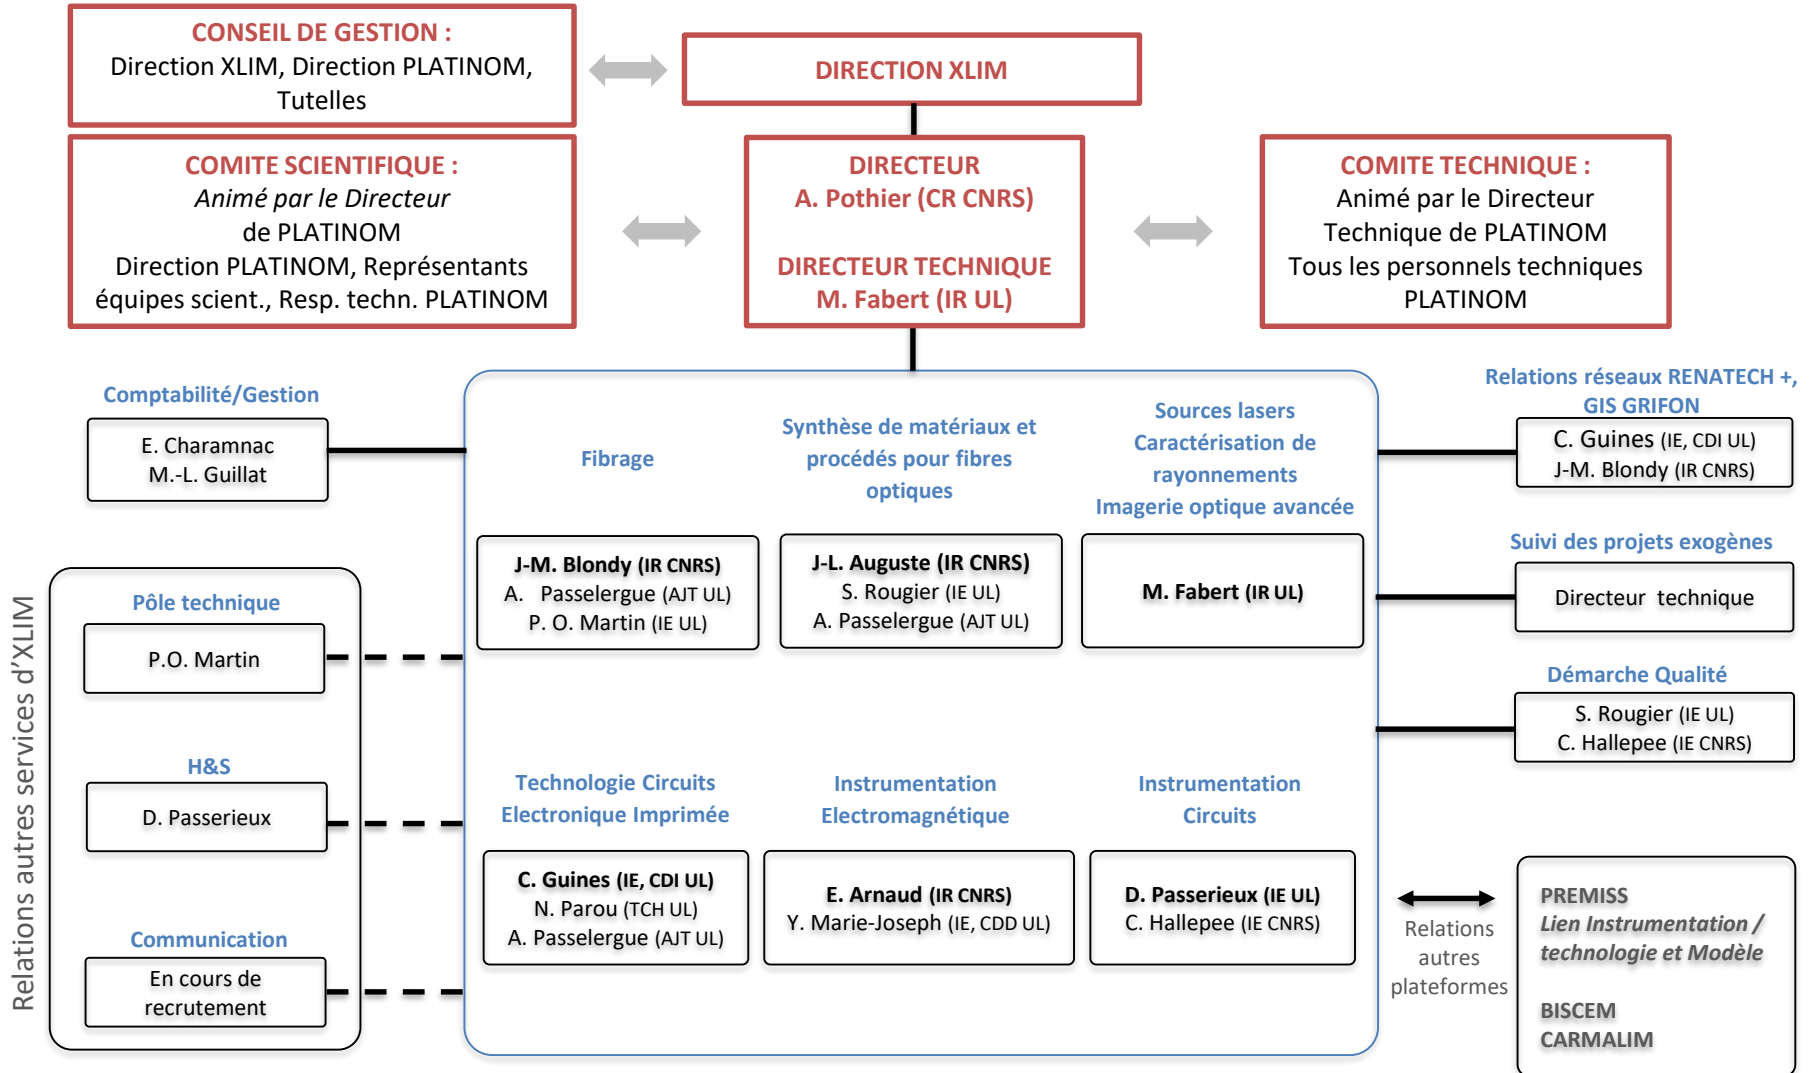 CONSEIL DE GESTION :
Direction XLIM, Direction PLATINOM,
Tutelles
DIRECTION XLIM
COMITE SCIENTIFIQUE :
Animé par le Directeur
de PLATINOM
Direction PLATINOM, Représentants
équipes scient., Resp. techn. PLATINOM
DIRECTEUR
A. Pothier (CR CNRS)
DIRECTEUR TECHNIQUE
M. Fabert (IR UL)
COMITE TECHNIQUE :
Animé par le Directeur
Technique de PLATINOM
Tous les personnels techniques
PLATINOM
Comptabilité/Gestion
E. Charamnac
M.-L. Guillat
Relations autres services d'XLIM
Pôle technique
P.O. Martin
H&S
D. Passerieux
Communication
En cours de
recrutement
Fibrage
J-M. Blondy (IR CNRS)
A. Passelergue (AJT UL)
P. O. Martin (IE UL)
Synthèse de matériaux et
procédés pour fibres
optiques
J-L. Auguste (IR CNRS)
S. Rougier (IE UL)
A. Passelergue (AJT UL)
Sources lasers
Caractérisation de
rayonnements
Imagerie optique avancée
M. Fabert (IR UL)
Technologie Circuits
Electronique Imprimée
C. Guines (IE, CDI UL)
N. Parou (TCH UL)
A. Passelergue (AJT UL)
Instrumentation
Electromagnétique
E. Arnaud (IR CNRS)
Y. Marie-Joseph (IE, CDD UL)
Instrumentation
Circuits
D. Passerieux (IE UL)
C. Hallepee (IE CNRS)
Relations réseaux RENATECH +,
GIS GRIFON
C. Guines (IE, CDI UL)
J-M. Blondy (IR CNRS)
Suivi des projets exogènes
Directeur technique
Démarche Qualité
S. Rougier (IE UL)
C. Hallepee (IE CNRS)
Relations
autres
plateformes
PREMISS
Lien Instrumentation /
technologie et Modèle
BISCEM
CARMALIM